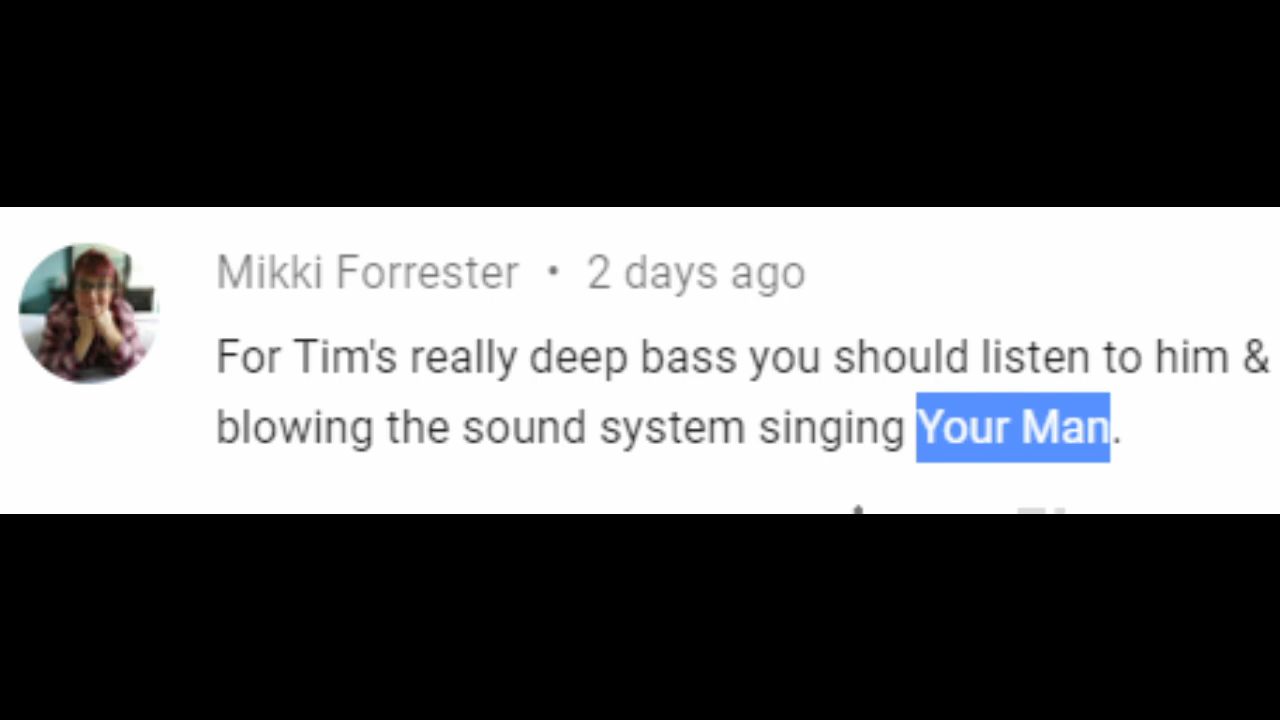 Mikki Forrester • 2 days ago
For Tim's really deep bass you should listen to him &
blowing the sound system singing Your Man.